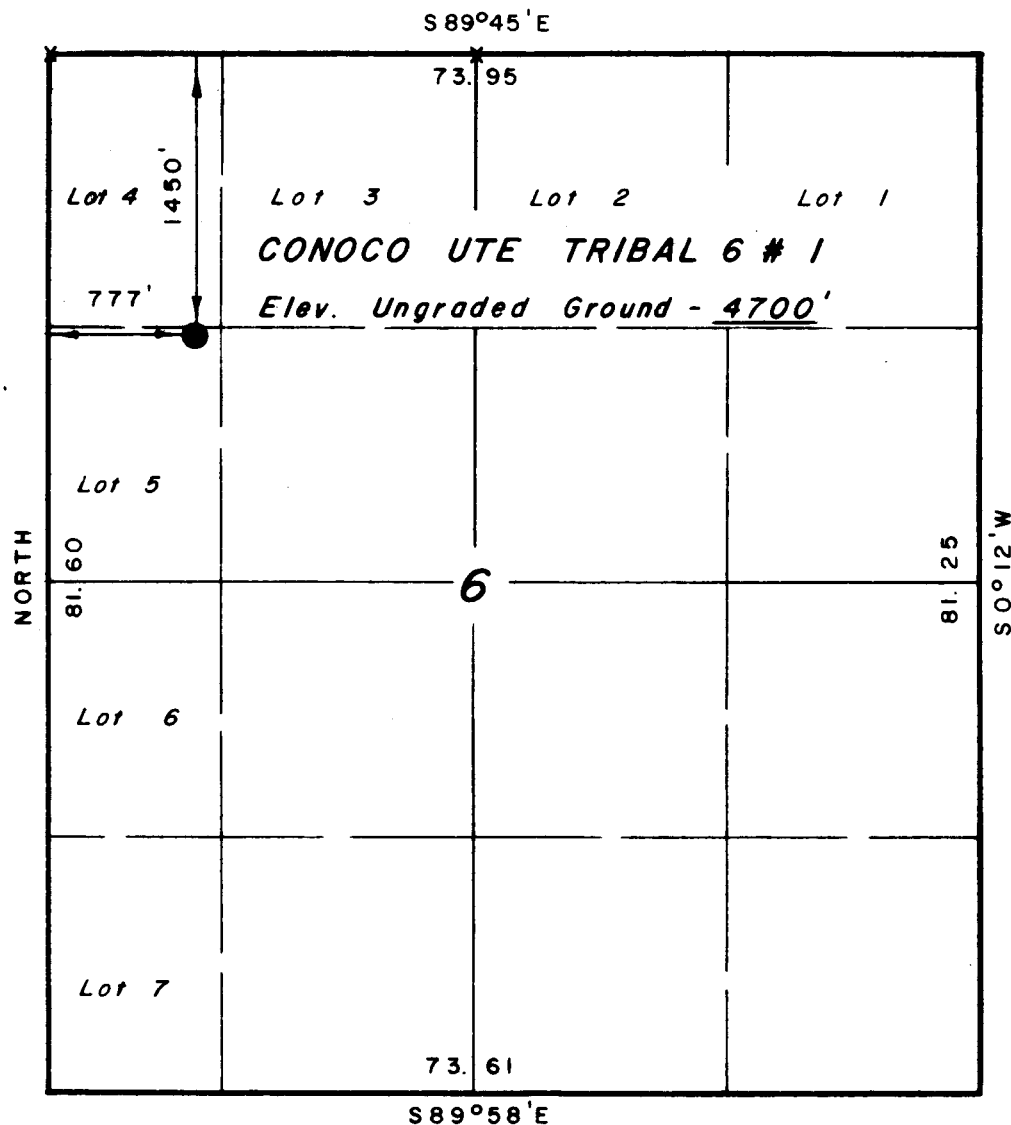 S 89°45'E
73.95
1450'
Lot 4
Lot 3
Lot 2
Lot 1
CONOCO UTE TRIBAL 6 # 1
777'
Elev. Ungraded Ground - 4700'
Lot 5
NORTH
81.60
6
81.25
S 0°12'W
Lot 6
Lot 7
73.61
S 89°58'E